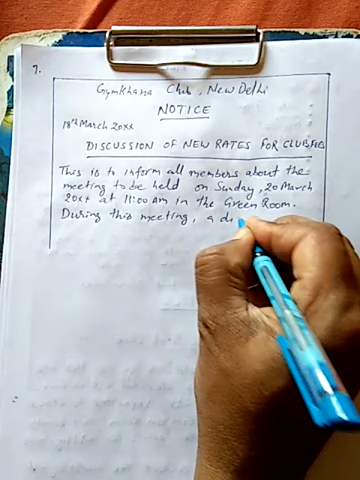 7.
Gymkhana Club, New Delhi
NOTICE
18th March 20xx
DISCUSSION OF NEW RATES FOR CLUB FEES
This is to inform all members about the
meeting to be held on Sunday, 20 March
20xx at 11:00 am in the Green Room.
During this meeting, a di